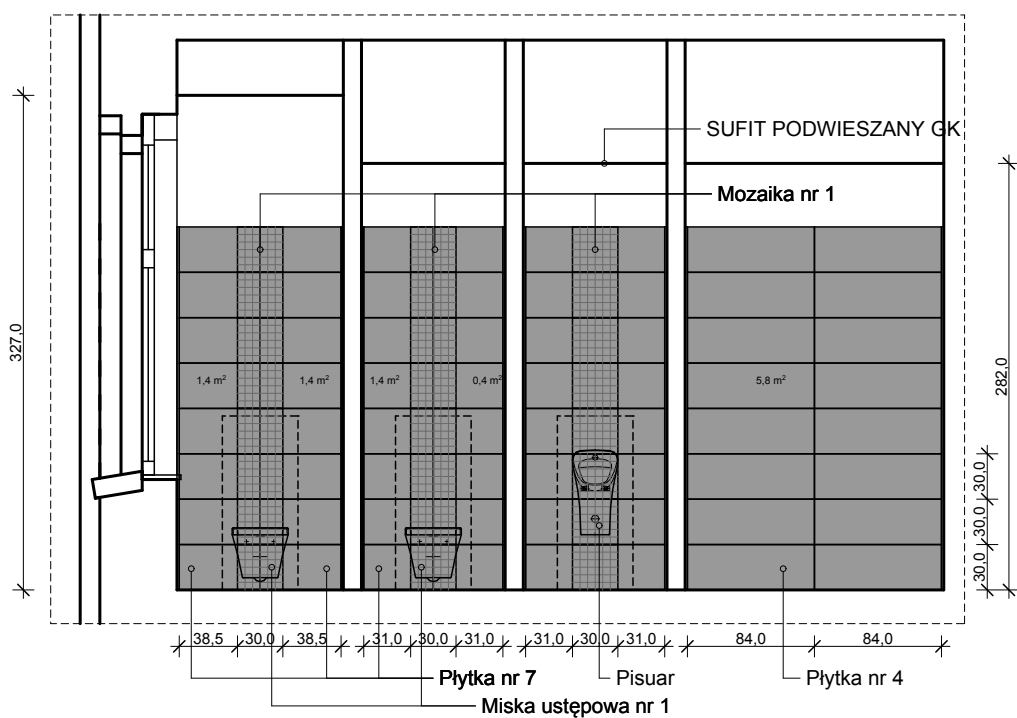 SUFIT PODWIESZANY GK
Mozaika nr 1
327,0
282,0
1,4 m²
1,4 m²
1,4 m²
0,4 m²
5,8 m²
30,0
30,0
30,0
38,5 30,0 38,5 31,0 30,0 31,0 31,0 30,0 31,0 84,0 84,0
Płytka nr 7 Pisuar Płytka nr 4
Miska ustępowa nr 1